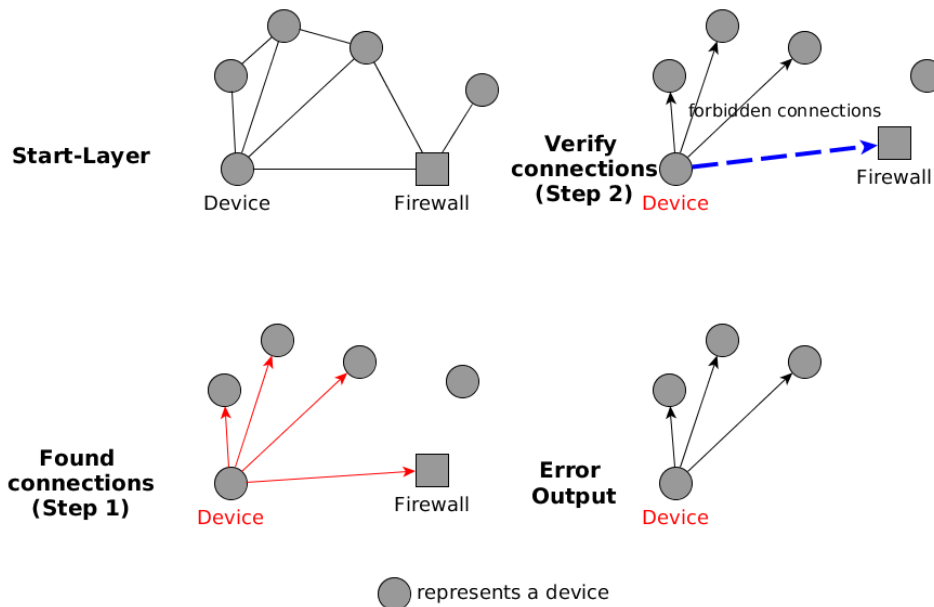 Start-Layer
Device
Firewall
forbidden connections
Verify
connections
(Step 2)
Device
Firewall
Found
connections
(Step 1)
Device
Firewall
Error
Output
Device
represents a device